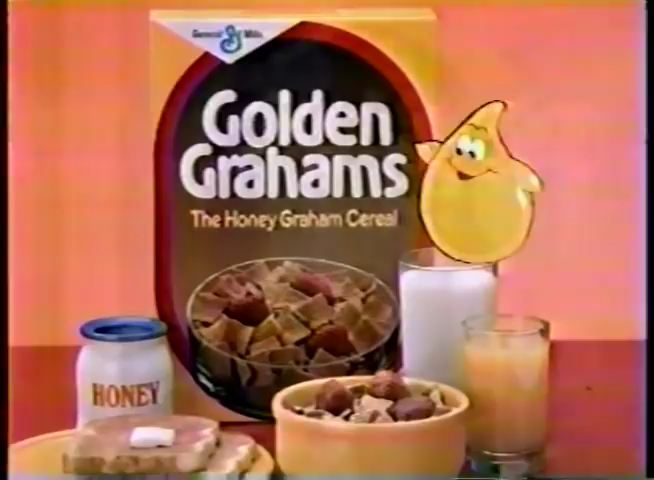 General Mills
Golden
Grahams
The Honey Graham Cereal
HONEY